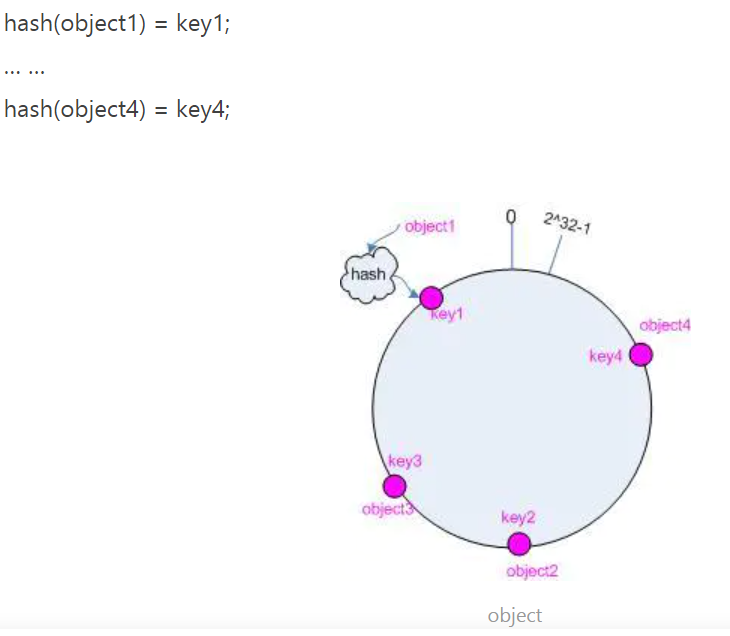 hash(object1) = key1;
... ...
hash(object4) = key4;
0
2^32-1
object1
hash
key1
object4
key4
key3
object3
key2
object2
object